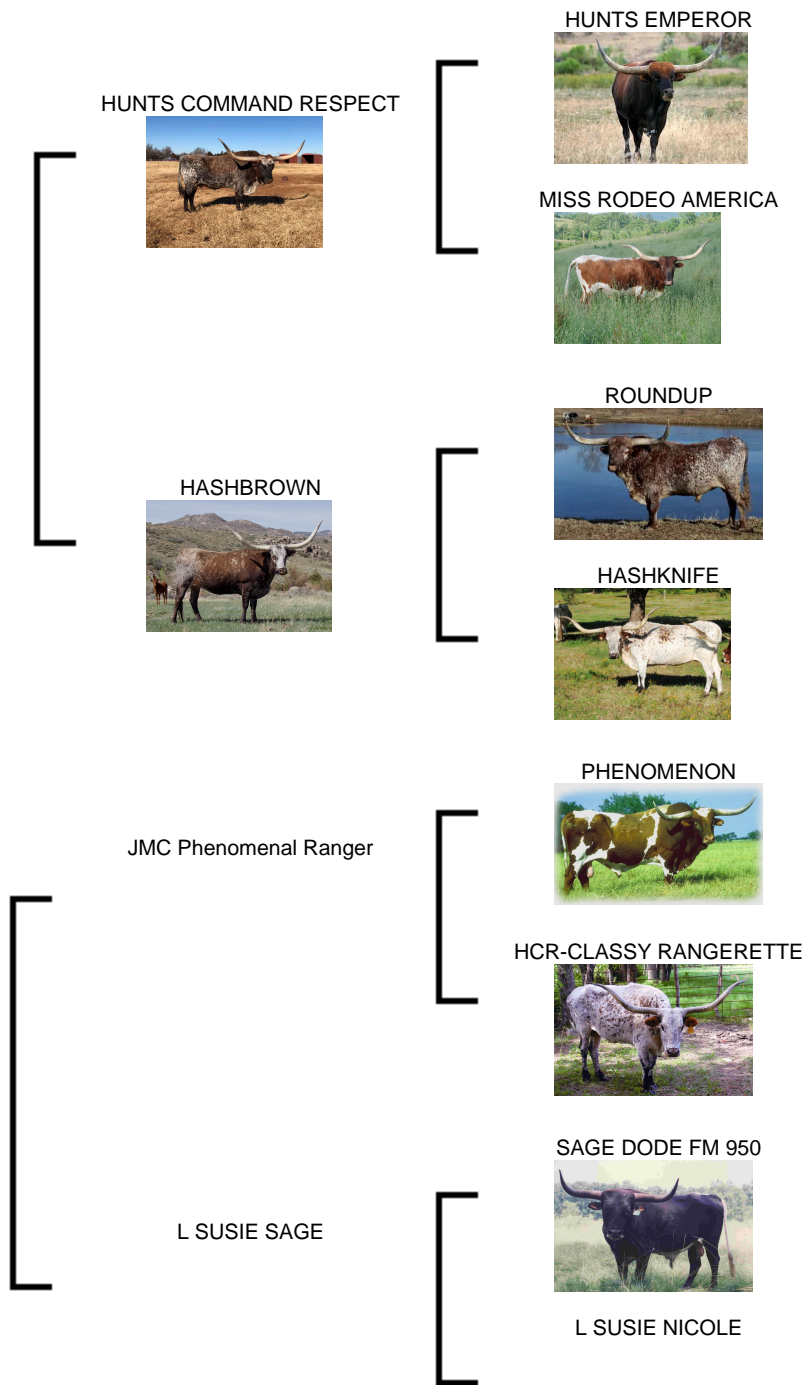 HUNTS EMPEROR
HUNTS COMMAND RESPECT
MISS RODEO AMERICA
ROUNDUP
HASHBROWN
HASHKNIFE
PHENOMENON
JMC Phenomenal Ranger
HCR-CLASSY RANGERETTE
SAGE DODE FM 950
L SUSIE SAGE
L SUSIE NICOLE